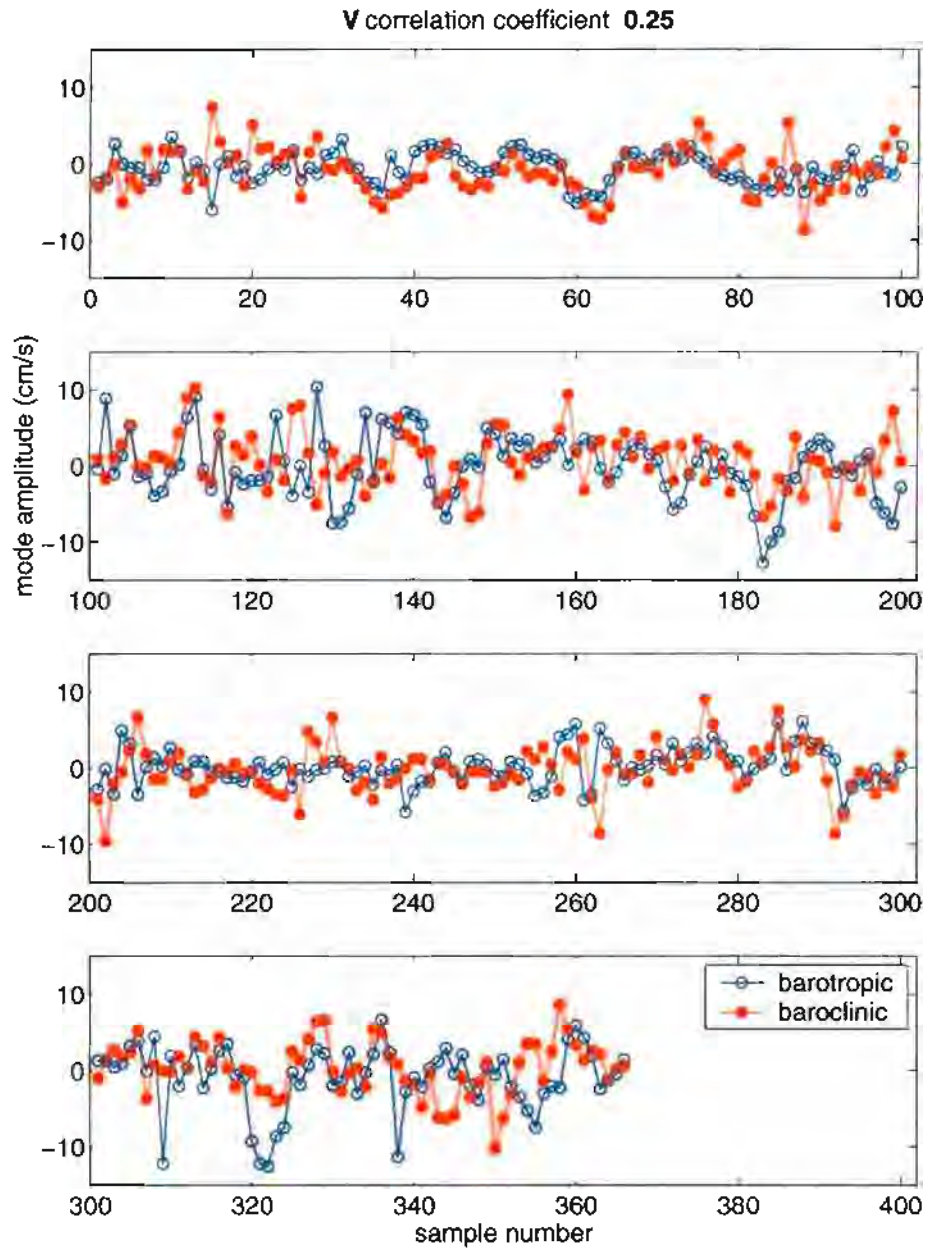 V correlation coefficient 0.25
10
0
−10
0 20 40 60 80 100
mode amplitude (cm/s)
10
0
−10
100 120 140 160 180 200
10
0
−10
200 220 240 260 280 300
barotropic
baroclinic
10
0
−10
300 320 340 360 380 400
sample number